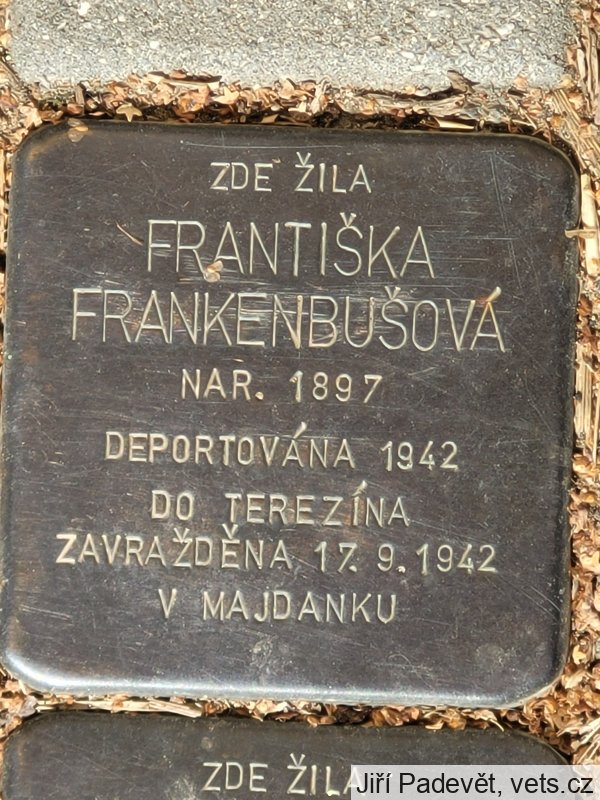 ZDE ŽILA
FRANTIŠKA
FRANKENBUŠOVÁ
NAR. 1897
DEPORTOVÁNA 1942
DO TEREZÍNA
ZAVRAŽDĚNA 17. 9. 1942
V MAJDANKU
ZDE ŽILA
Jiří Padevět, vets.cz